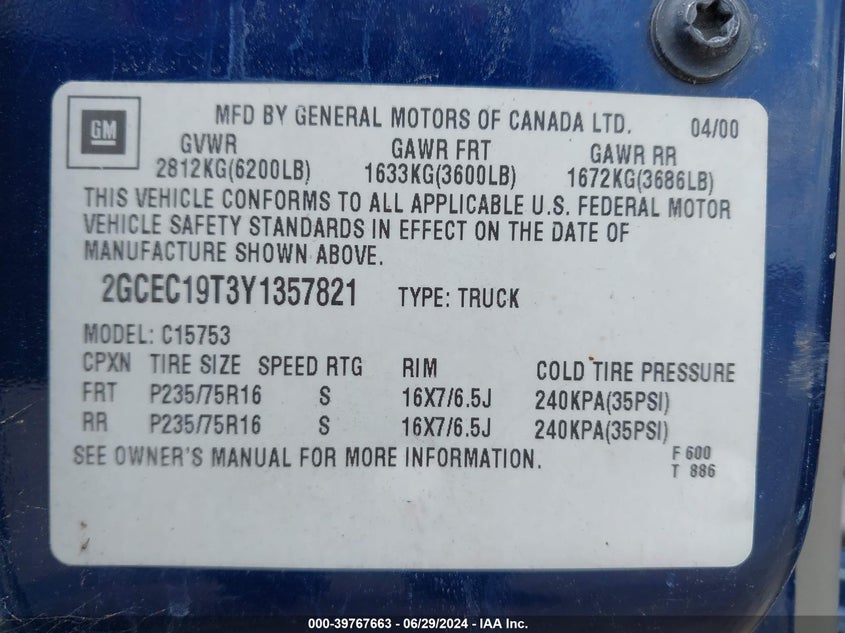 MFD BY GENERAL MOTORS OF CANADA LTD. 04/00
GM
GVWR GAWR FRT GAWR RR
2812KG(6200LB) 1633KG(3600LB) 1672KG(3686LB)
THIS VEHICLE CONFORMS TO ALL APPLICABLE U.S. FEDERAL MOTOR
VEHICLE SAFETY STANDARDS IN EFFECT ON THE DATE OF
MANUFACTURE SHOWN ABOVE.
2GCEC19T3Y1357821 TYPE: TRUCK
MODEL: C15753
CPXN TIRE SIZE SPEED RTG RIM COLD TIRE PRESSURE
FRT P235/75R16 S 16X7/6.5J 240KPA(35PSI)
RR P235/75R16 S 16X7/6.5J 240KPA(35PSI)
SEE OWNER'S MANUAL FOR MORE INFORMATION. F 600
T 886
000-39767663 - 06/29/2024 - IAA Inc.